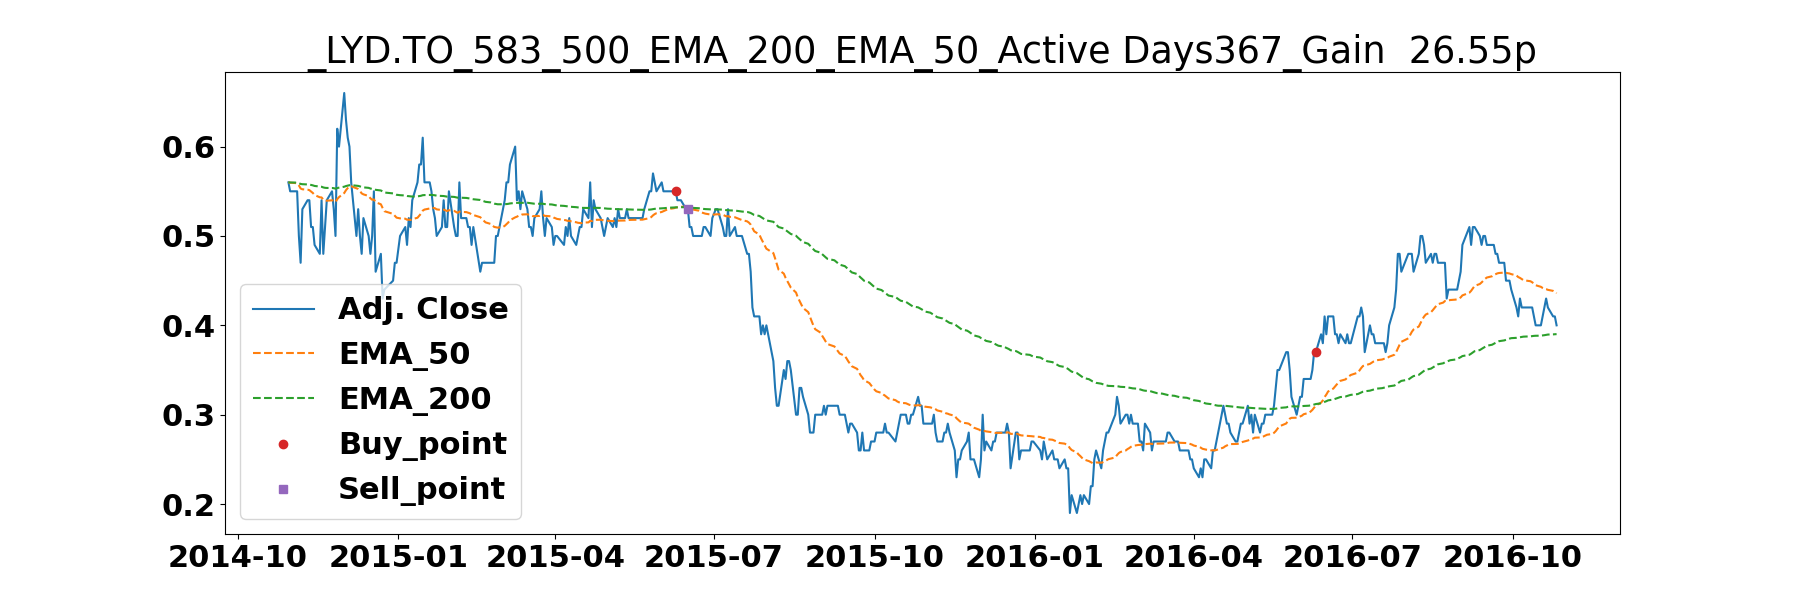 _LYD.TO_583_500_EMA_200_EMA_50_Active Days367_Gain  26.55p
0.6
0.5
0.4
0.3
0.2
Adj. Close
EMA_50
EMA_200
Buy_point
Sell_point
2014-10 2015-01 2015-04 2015-07 2015-10 2016-01 2016-04 2016-07 2016-10